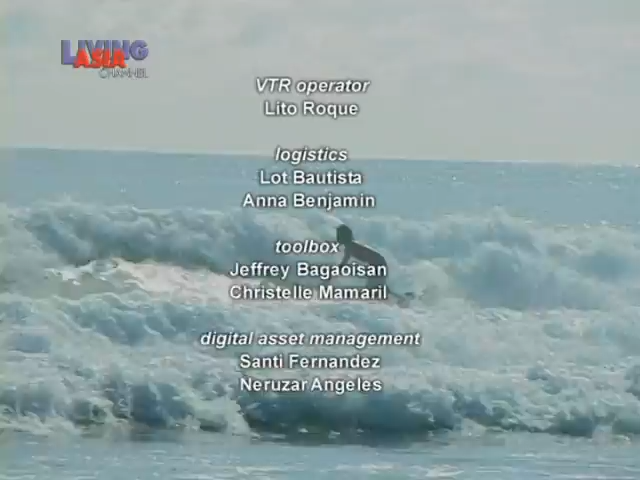 LIVING
ASIA
CHANNEL
VTR operator
Lito Roque
logistics
Lot Bautista
Anna Benjamin
toolbox
Jeffrey Bagaoisan
Christelle Mamaril
digital asset management
Santi Fernandez
Neruzar Angeles